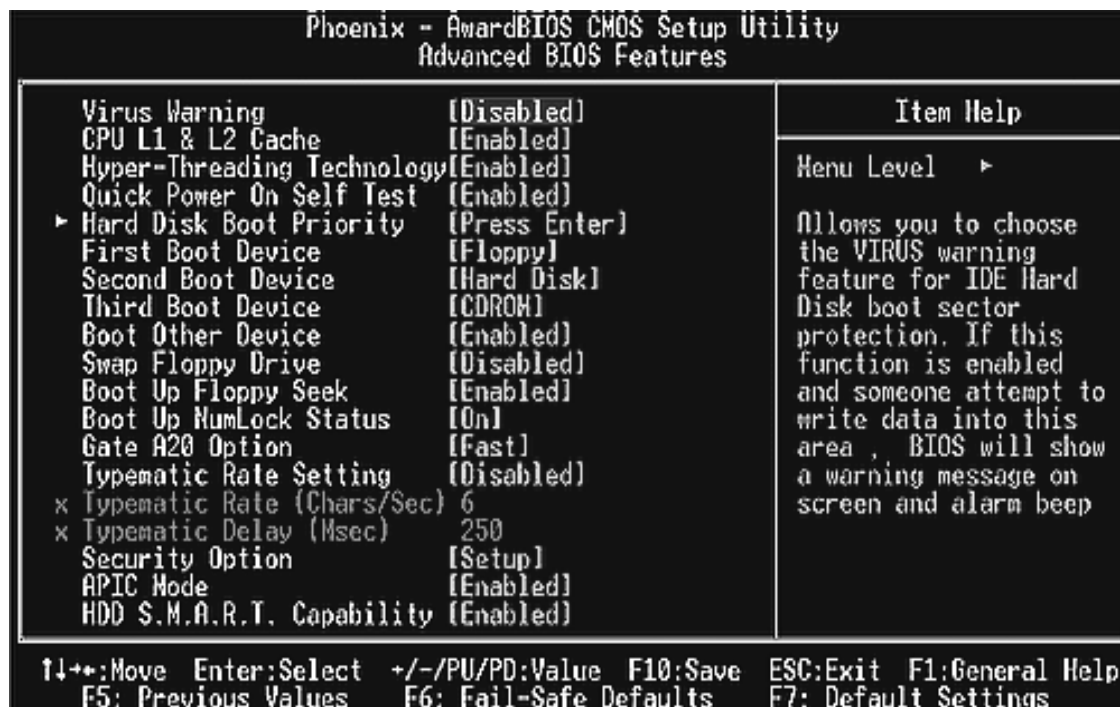 Phoenix - AwardBIOS CMOS Setup Utility
Advanced BIOS Features
Virus Warning [Disabled]
CPU L1 & L2 Cache [Enabled]
Hyper-Threading Technology[Enabled]
Quick Power On Self Test [Enabled]
► Hard Disk Boot Priority [Press Enter]
First Boot Device [Floppy]
Second Boot Device [Hard Disk]
Third Boot Device [CDROM]
Boot Other Device [Enabled]
Swap Floppy Drive [Disabled]
Boot Up Floppy Seek [Enabled]
Boot Up NumLock Status [On]
Gate A20 Option [Fast]
Typematic Rate Setting [Disabled]
x Typematic Rate (Chars/Sec) 6
x Typematic Delay (Msec) 250
Security Option [Setup]
APIC Mode [Enabled]
HDD S.M.A.R.T. Capability [Enabled]
Item Help
Menu Level ►
Allows you to choose
the VIRUS warning
feature for IDE Hard
Disk boot sector
protection. If this
function is enabled
and someone attempt to
write data into this
area , BIOS will show
a warning message on
screen and alarm beep
↑↓→←:Move Enter:Select +/-/PU/PD:Value F10:Save ESC:Exit F1:General Help
F5: Previous Values F6: Fail-Safe Defaults F7: Default Settings